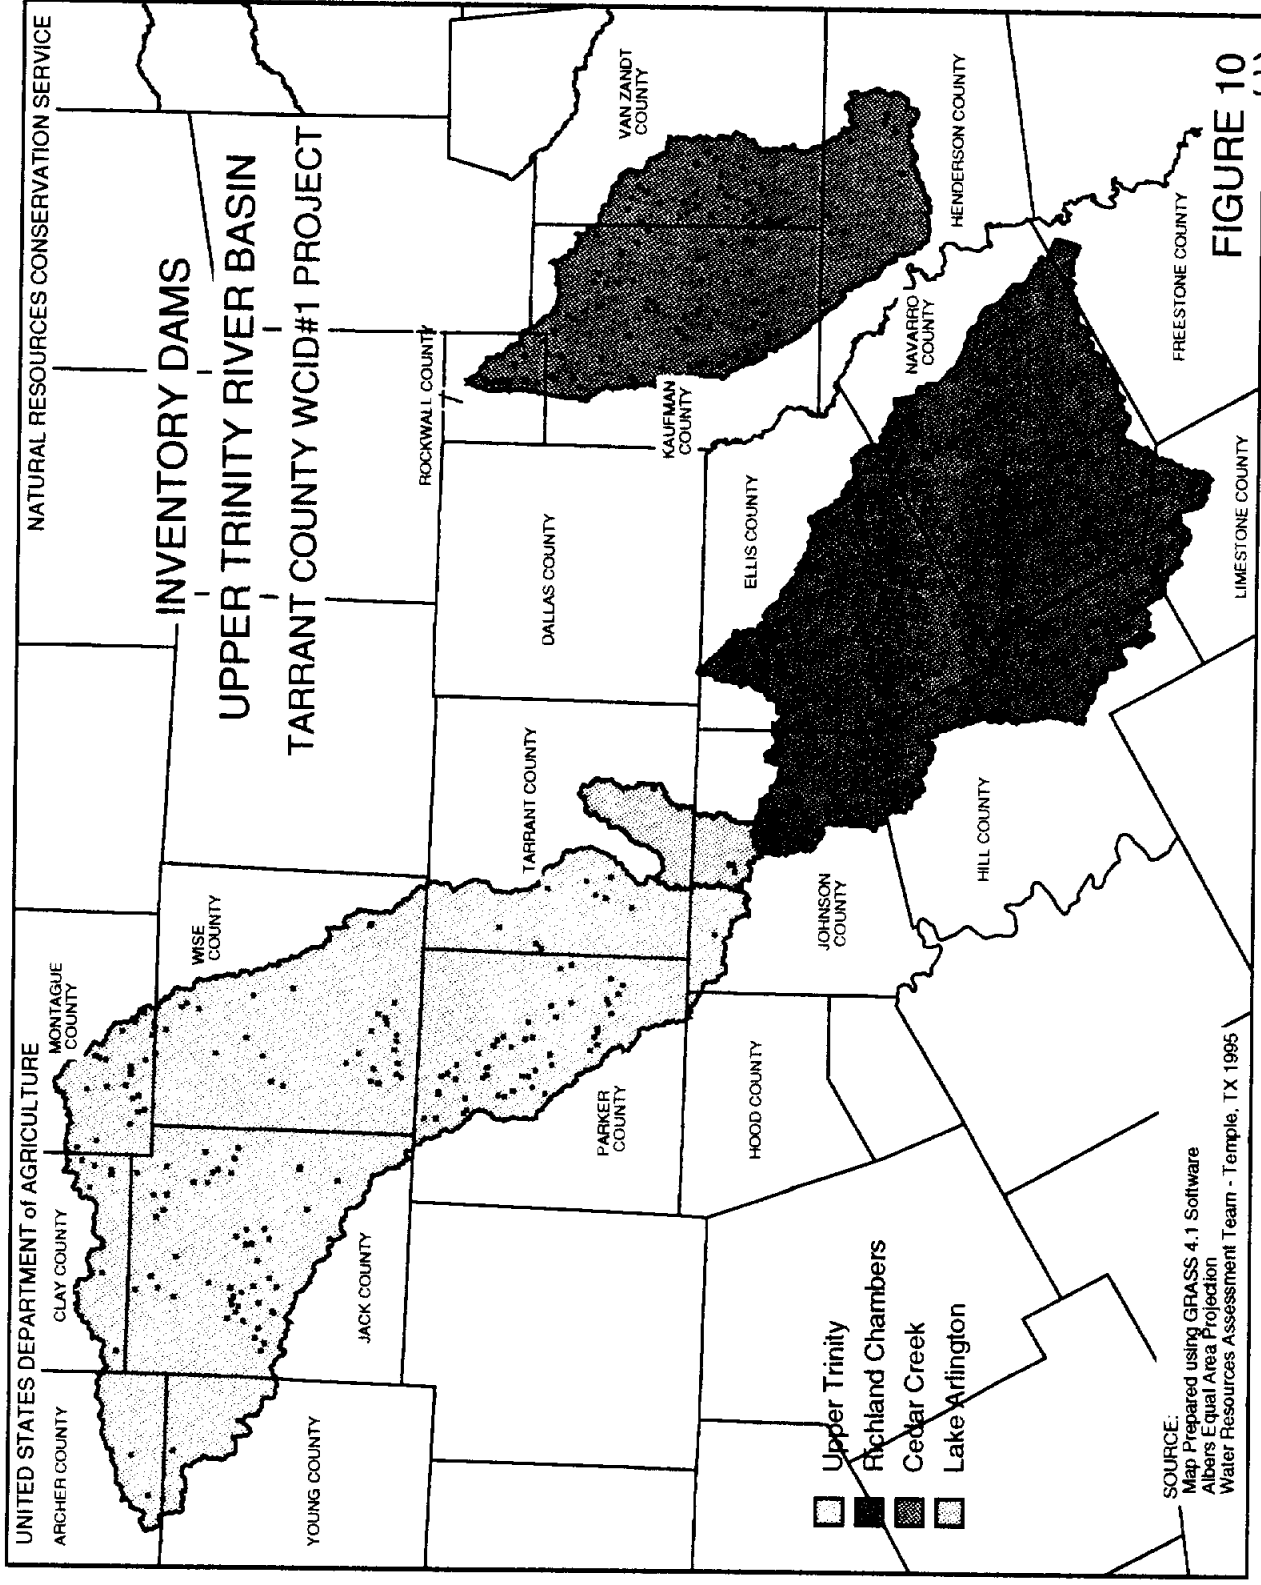 UNITED STATES DEPARTMENT of AGRICULTURE
NATURAL RESOURCES CONSERVATION SERVICE
INVENTORY DAMS
UPPER TRINITY RIVER BASIN
TARRANT COUNTY WCID#1 PROJECT
ARCHER COUNTY
CLAY COUNTY
MONTAGUE
COUNTY
WISE
COUNTY
YOUNG COUNTY
JACK COUNTY
ROCKWALL COUNTY
TARRANT COUNTY
DALLAS COUNTY
PARKER
COUNTY
KAUFMAN
COUNTY
VAN ZANDT
COUNTY
HOOD COUNTY
JOHNSON
COUNTY
ELLIS COUNTY
NAVARRO
COUNTY
HENDERSON COUNTY
HILL COUNTY
FREESTONE COUNTY
LIMESTONE COUNTY
Upper Trinity
Richland Chambers
Cedar Creek
Lake Arlington
SOURCE:
Map Prepared using GRASS 4.1 Software
Albers Equal Area Projection
Water Resources Assessment Team - Temple, TX 1995
FIGURE 10